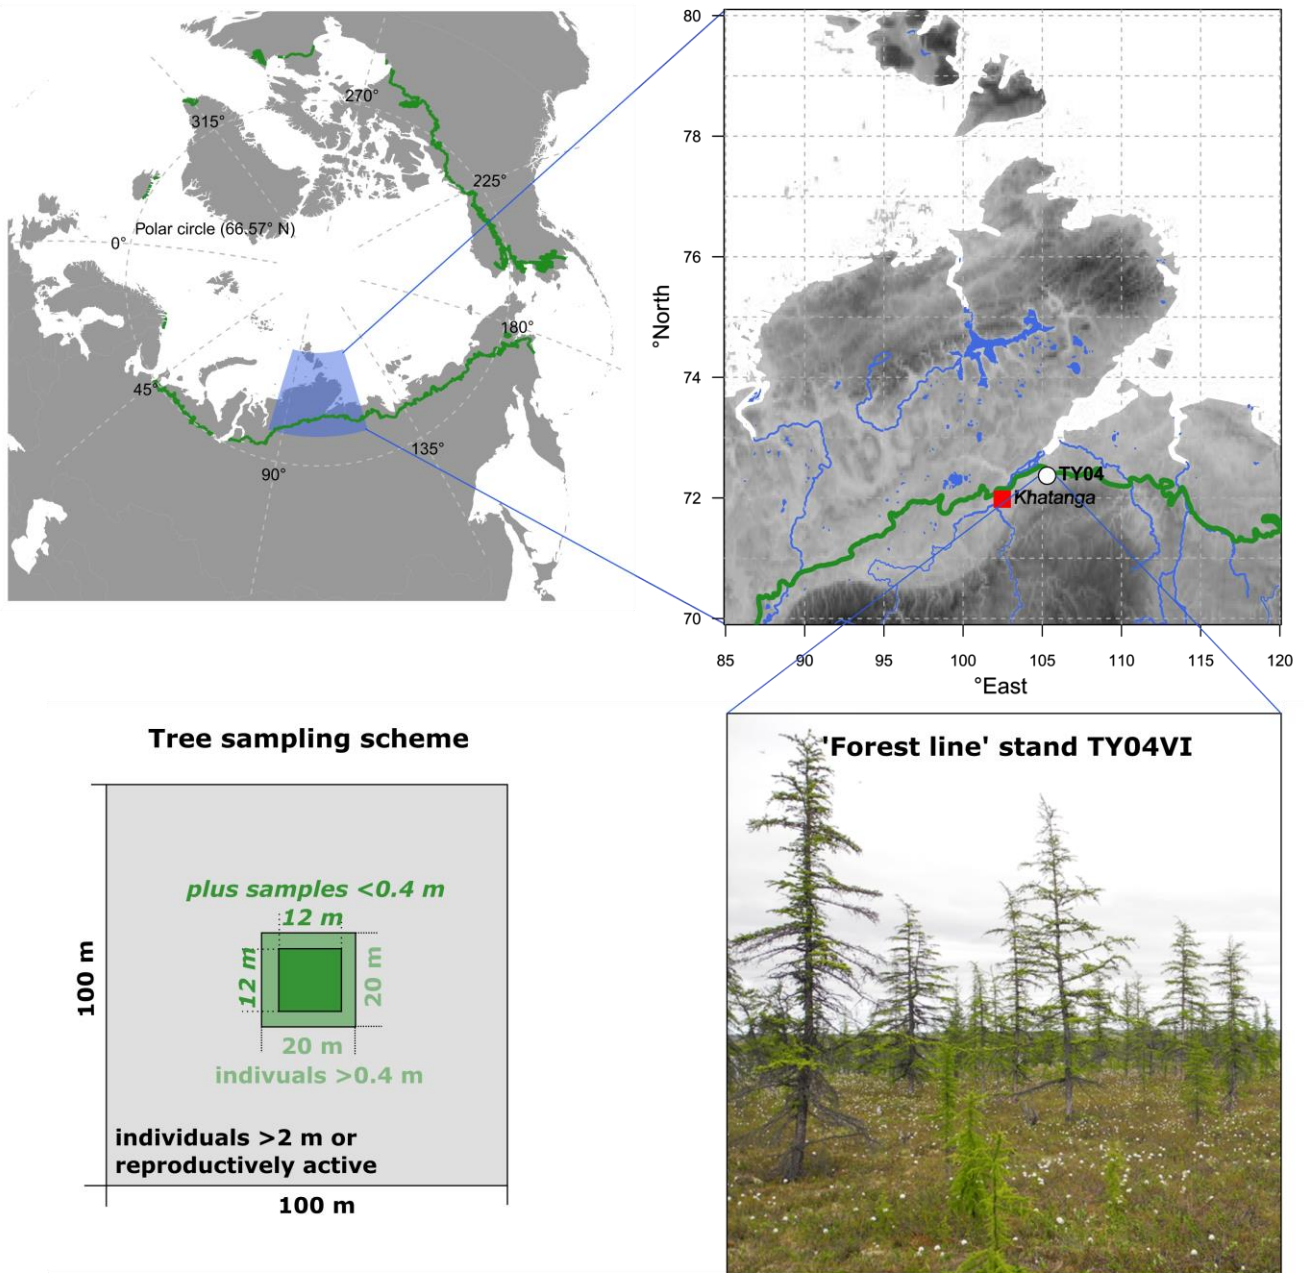 270°
315°
225°
Polar circle (66.57° N)
0°
180°
45°
135°
90°
80
78
76
74
72
70
°North
TY04
Khatanga
85
90
95
100
105
110
115
120
°East
Tree sampling scheme
plus samples <0.4 m
12 m
12 m
20 m
20 m
indivuals >0.4 m
100 m
individuals >2 m or
reproductively active
100 m
'Forest line' stand TY04VI